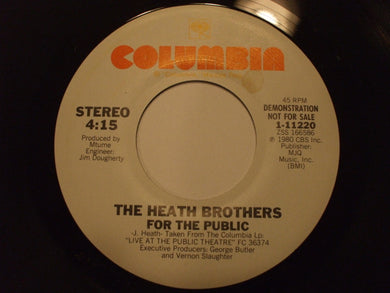 COLUMBIA
STEREO
4:15
Produced by
Mtume
Engineer:
Jim Dougherty
45 RPM
DEMONSTRATION
NOT FOR SALE
1-11220
ZSS 166586
℗ 1980 CBS Inc.
Publisher:
MJQ
Music, Inc.
(BMI)
THE HEATH BROTHERS
FOR THE PUBLIC
-J. Heath- Taken From The Columbia Lp:
"LIVE AT THE PUBLIC THEATRE" FC 36374
Executive Producers: George Butler
and Vernon Slaughter